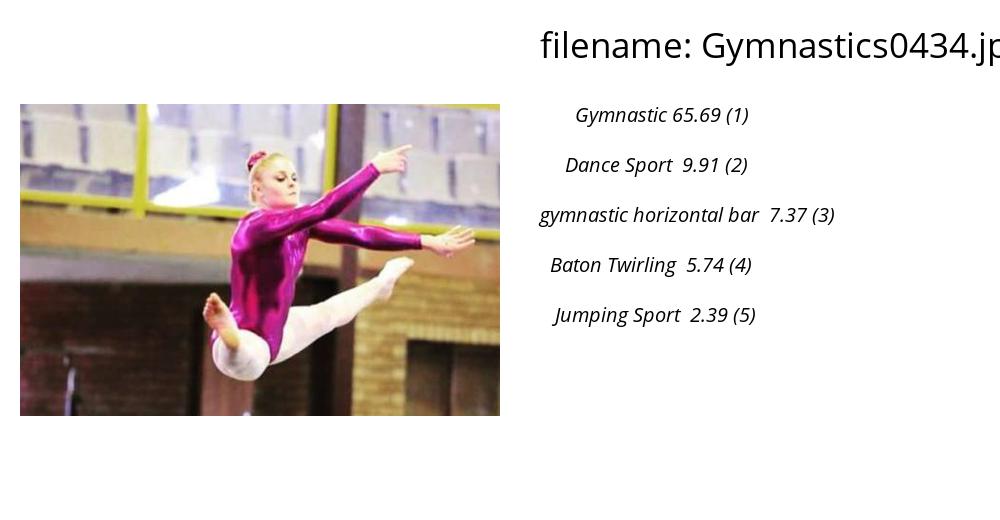 filename: Gymnastics0434.jp
Gymnastic 65.69 (1)
Dance Sport 9.91 (2)
gymnastic horizontal bar 7.37 (3)
Baton Twirling 5.74 (4)
Jumping Sport 2.39 (5)